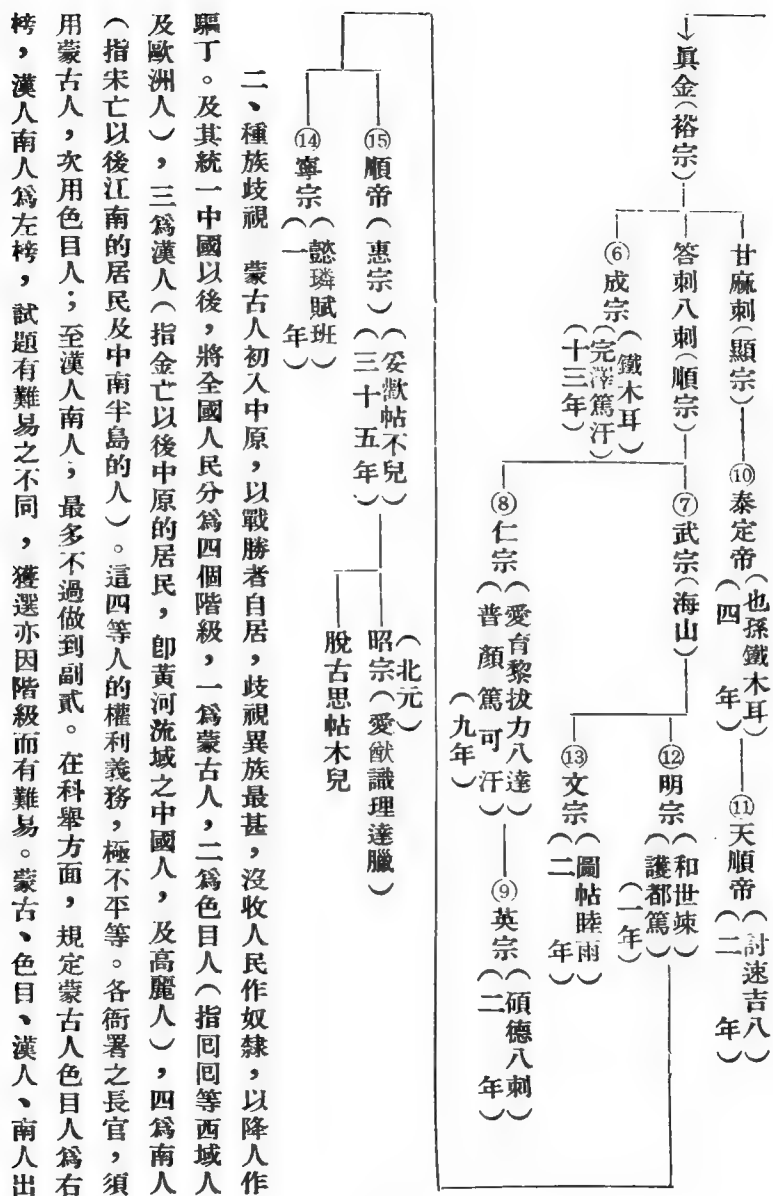 ↓眞金(裕宗)
甘麻刺(顯宗)
⑩泰定帝(也孫鐵木耳)(四年)
⑪天順帝(討速吉八)(二年)
答刺八刺(順宗)
⑦武宗(海山)
⑫明宗(和世竦)(護都篤)(一年)
⑬文宗(圖帖睦雨)(二年)
⑧仁宗(愛育黎拔力八達)(普顏篤可汗)(九年)
⑨英宗(碩德八刺)(二年)
⑥成宗(鐵木耳)(完澤篤汗)(十三年)
⑮順帝(惠宗)(妥歡帖不兒)(三十五年)
(北元)
昭宗(愛猷識理達臘)
脫古思帖木兒
⑭寧宗(懿璘賦班)(一年)
二、種族歧視 蒙古人初入中原,以戰勝者自居,歧視異族最甚,沒收人民作奴隸,以降人作
驅丁。及其統一中國以後,將全國人民分爲四個階級,一爲蒙古人,二爲色目人(指回回等西域人
及歐洲人),三爲漢人(指金亡以後中原的居民,卽黃河流域之中國人,及高麗人),四爲南人
(指宋亡以後江南的居民及中南半島的人)。這四等人的權利義務,極不平等。各衙署之長官,須
用蒙古人,次用色目人;至漢人南人,最多不過做到副貳。在科舉方面,規定蒙古人色目人爲右
榜,漢人南人爲左榜,試題有難易之不同,獲選亦因階級而有難易。蒙古、色目、漢人、南人出